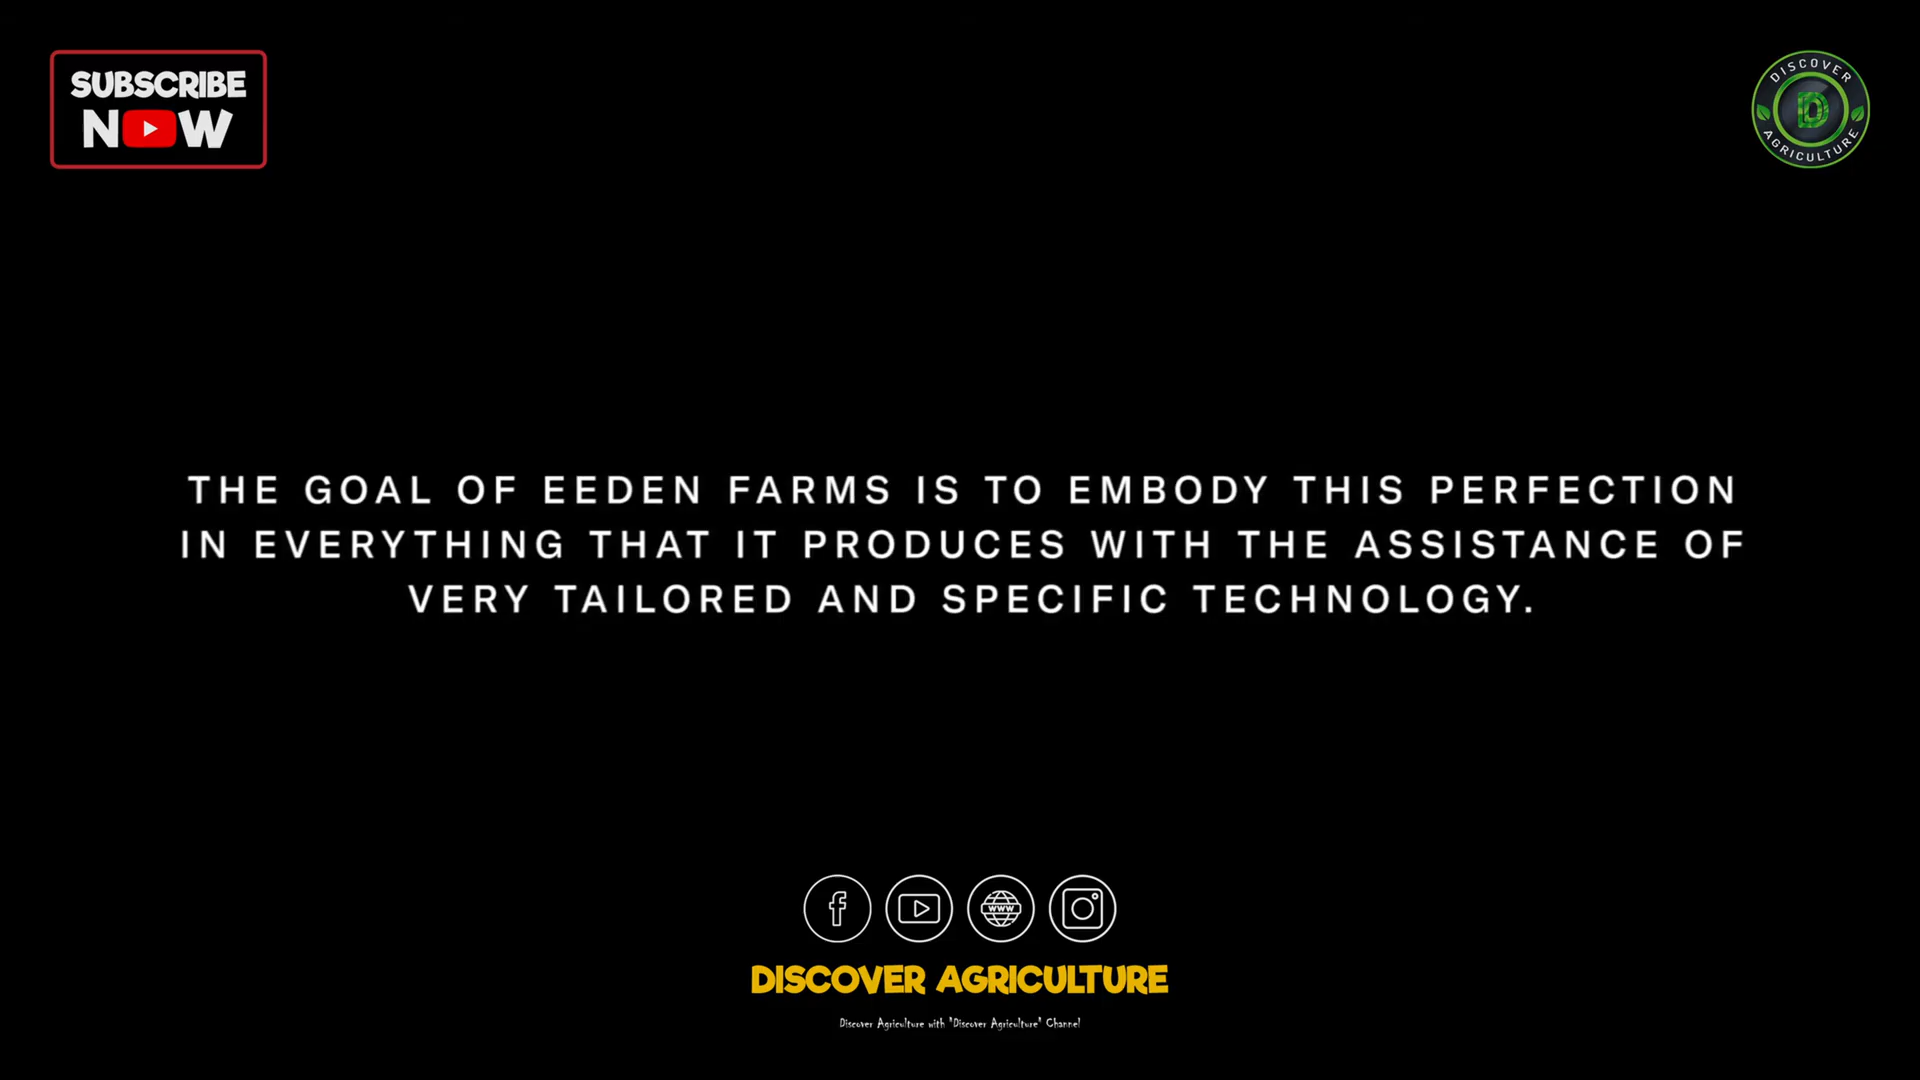 SUBSCRIBE
NOW
DISCOVER
D
AGRICULTURE
THE GOAL OF EEDEN FARMS IS TO EMBODY THIS PERFECTION
IN EVERYTHING THAT IT PRODUCES WITH THE ASSISTANCE OF
VERY TAILORED AND SPECIFIC TECHNOLOGY.
f
WWW
DISCOVER AGRICULTURE
Discover Agriculture with "Discover Agriculture" Channel